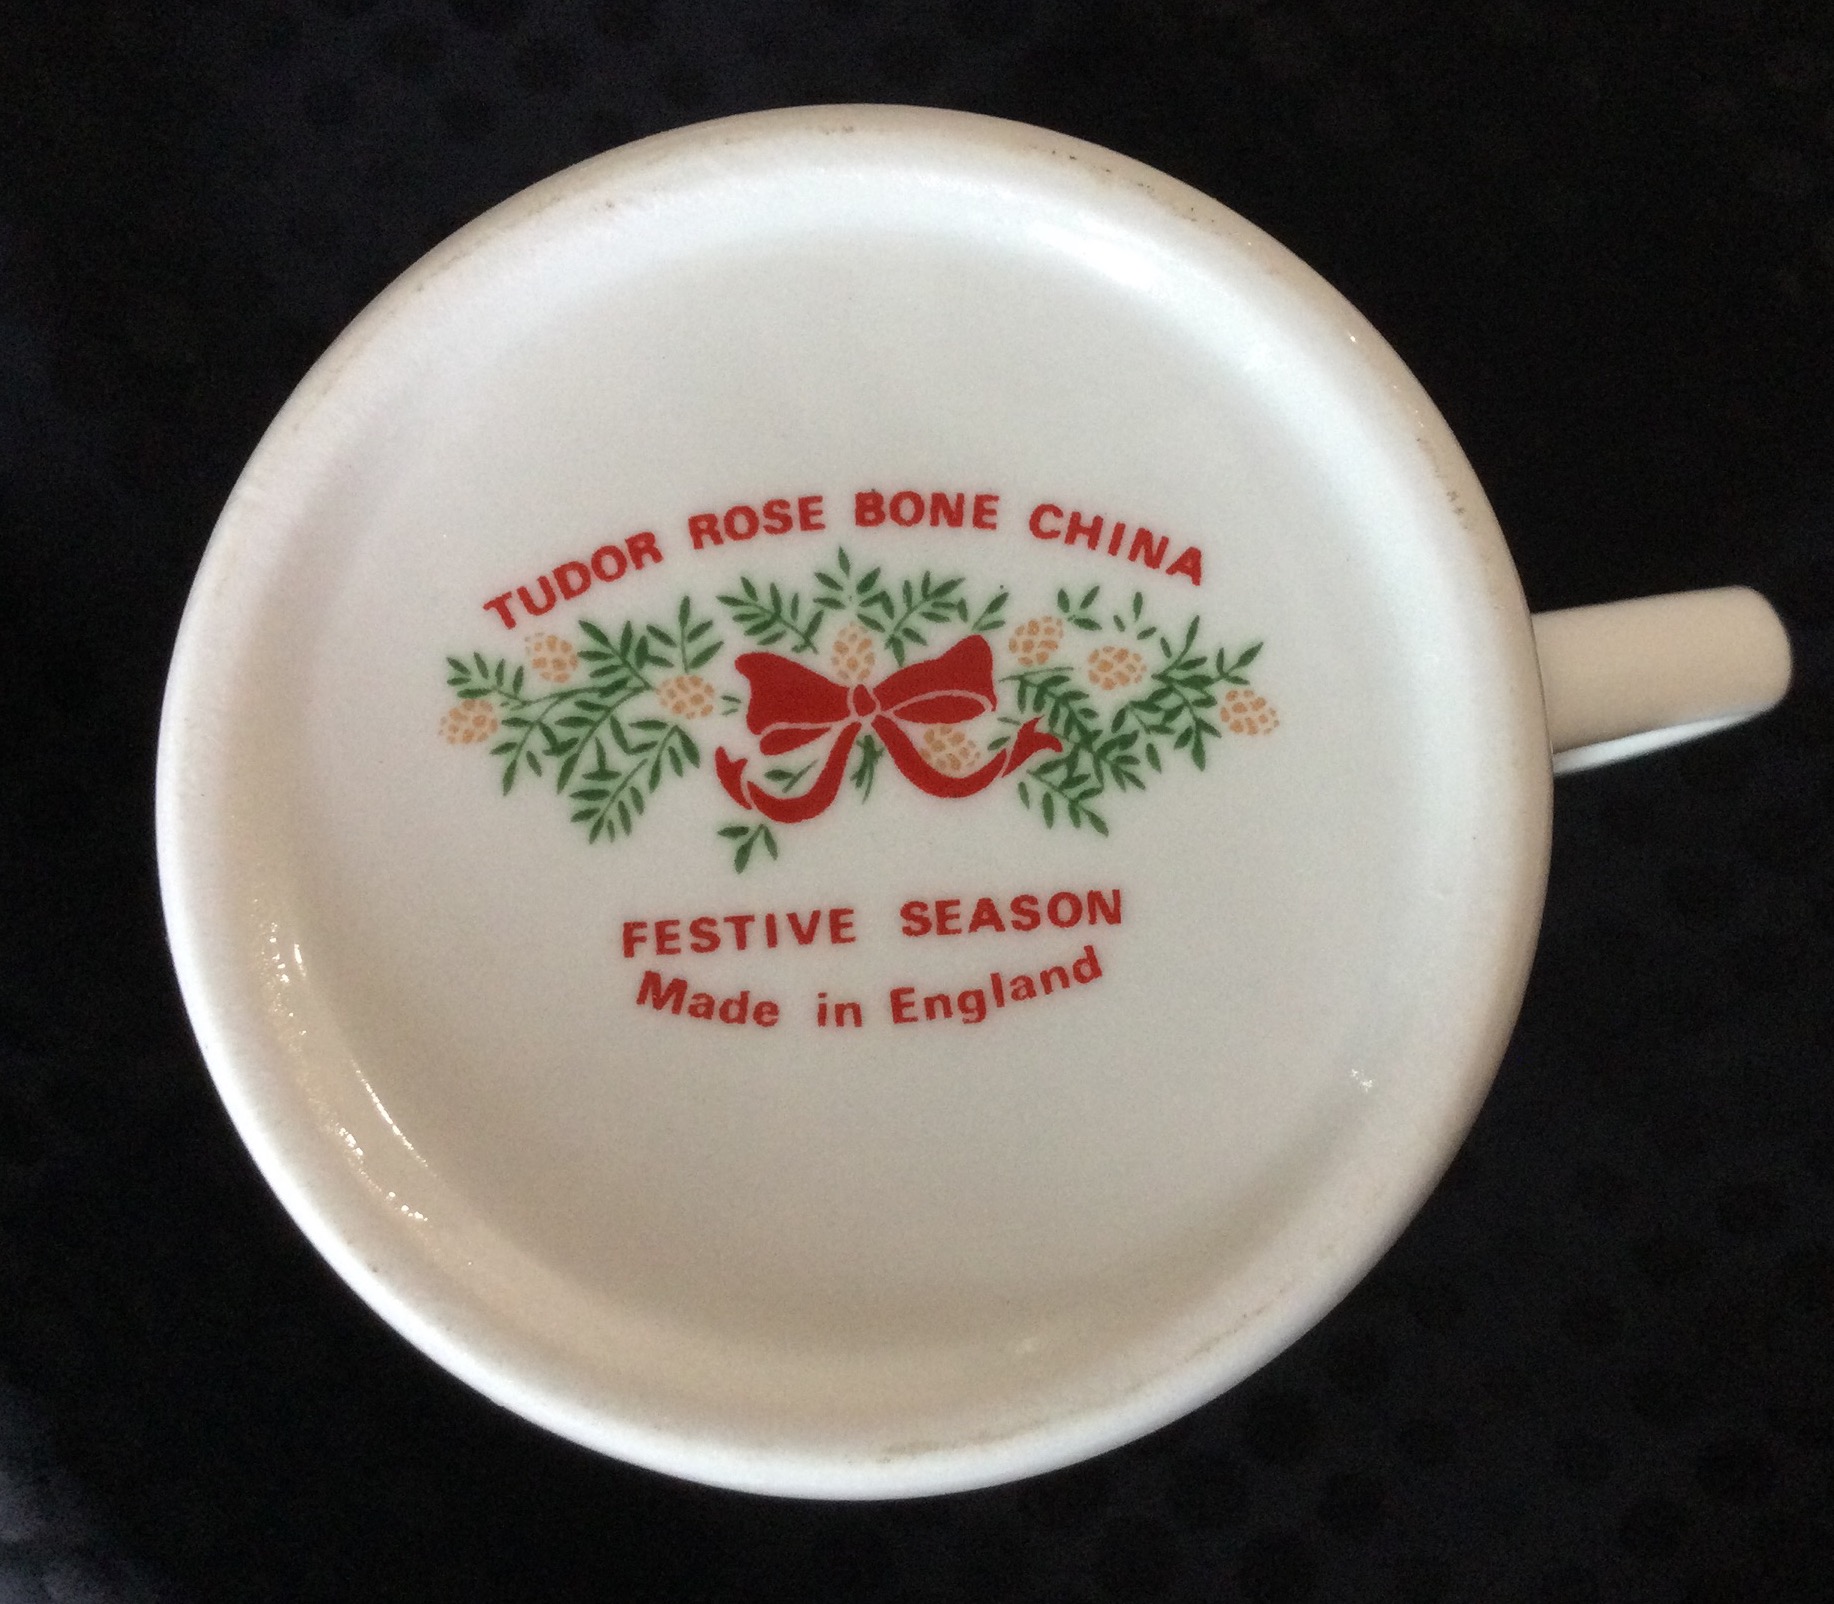 TUDOR ROSE BONE CHINA
FESTIVE SEASON
Made in England